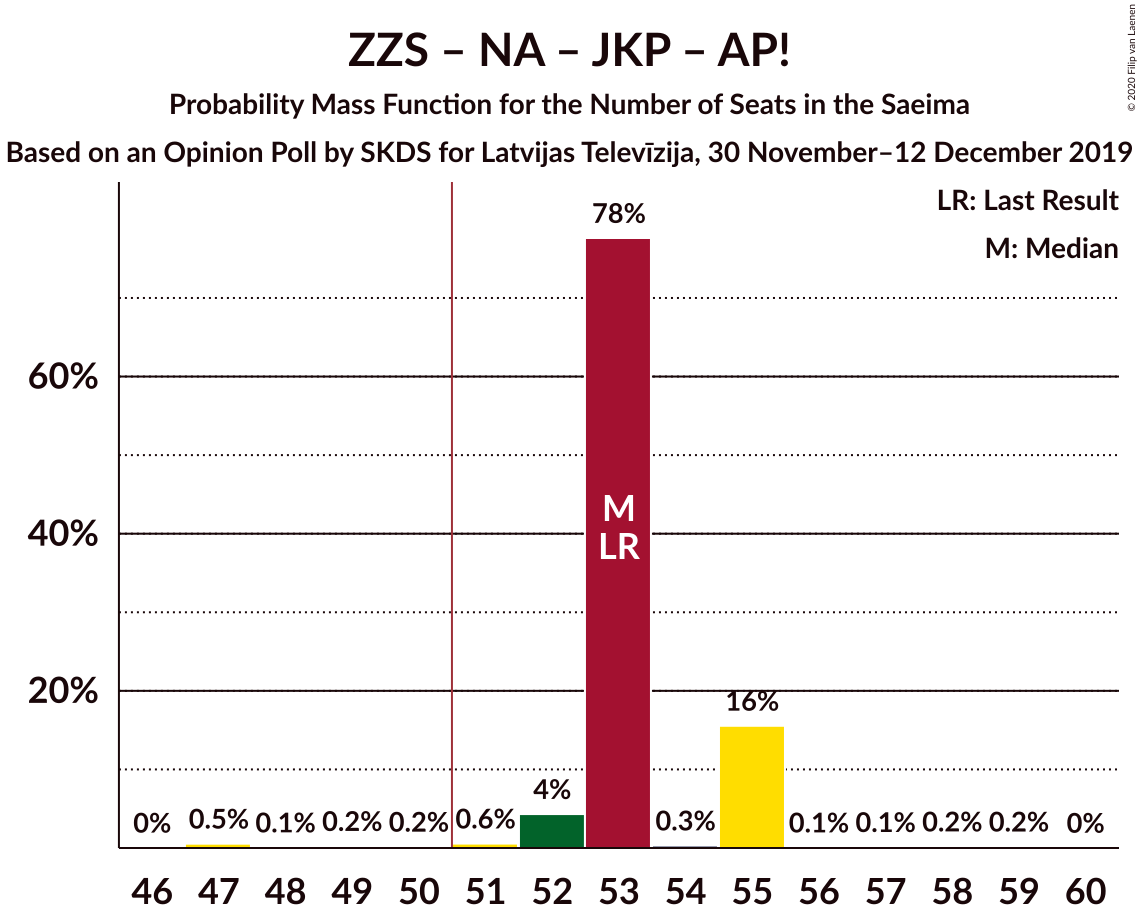 ZZS – NA – JKP – AP!
Probability Mass Function for the Number of Seats in the Saeima
Based on an Opinion Poll by SKDS for Latvijas Televīzija, 30 November–12 December 2019
© 2020 Filip van Laenen
LR: Last Result
M: Median
60%
40%
20%
0%
0.5%
0.1%
0.2%
0.2%
0.6%
4%
78%
M
LR
0.3%
16%
0.1%
0.1%
0.2%
0.2%
0%
46 47 48 49 50 51 52 53 54 55 56 57 58 59 60